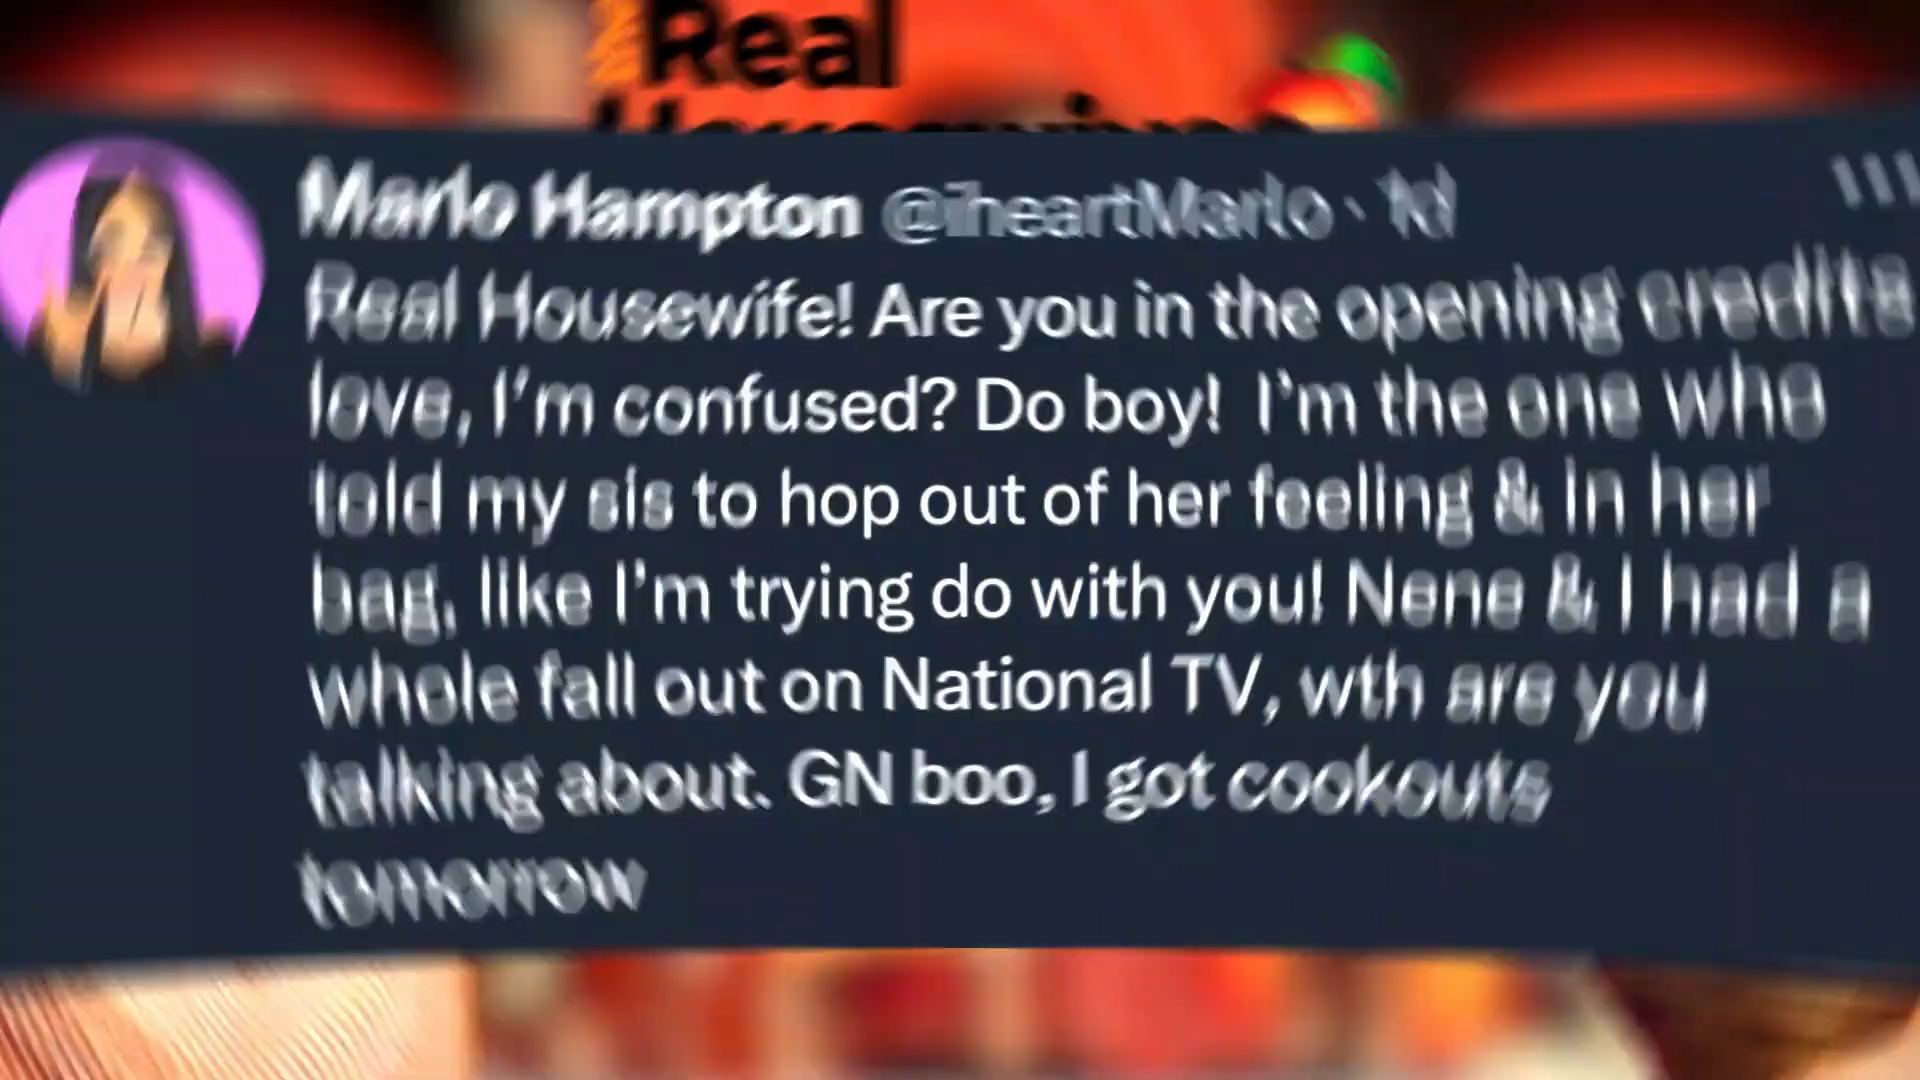 Real
Marlo Hampton @iheartMarlo · 1d
Real Housewife! Are you in the opening credits
love, I'm confused? Do boy! I'm the one who
told my sis to hop out of her feeling & in her
bag, like I'm trying do with you! Nene & I had a
whole fall out on National TV, wth are you
talking about. GN boo, I got cookouts
tomorrow